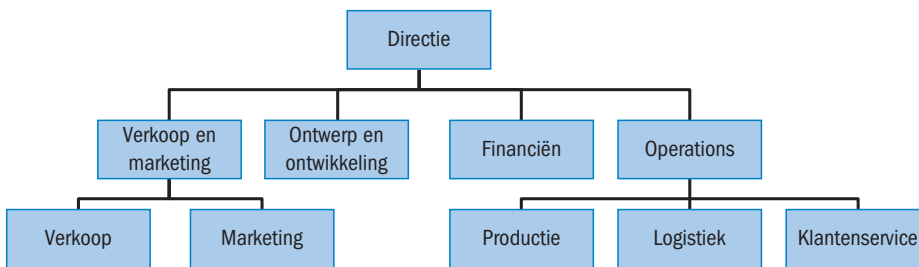 Directie
Verkoop en
marketing
Ontwerp en
ontwikkeling
Financiën
Operations
Verkoop
Marketing
Productie
Logistiek
Klantenservice